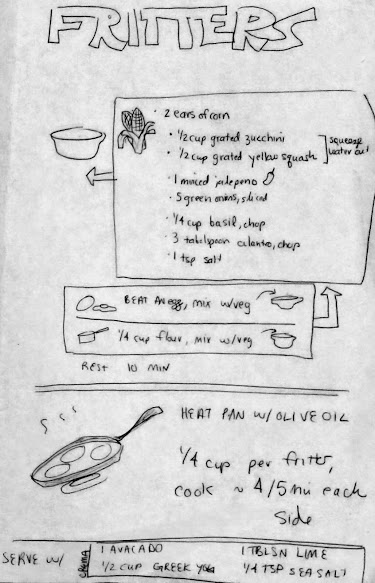 FRITTERS
2 ears of corn
1/2 cup grated zucchini
1/2 cup grated yellow squash
squeeze
water out
1 minced jalepeno
5 green onins, sliced
1/4 cup basil, chop
3 tabelspoon cilantro, chop
1 tsp salt
BEAT AN egg, mix w/veg
1/4 cup flour, mix w/veg
REST 10 MIN
HEAT PAN W/ OLIVE OIL
1/4 cup per fritter,
cook ~ 4/5 min each
side
SERVE W/
CREMA
1 AVACADO
1 TBLSN LIME
1/2 CUP GREEK YOG
1/4 TSP SEA SALT